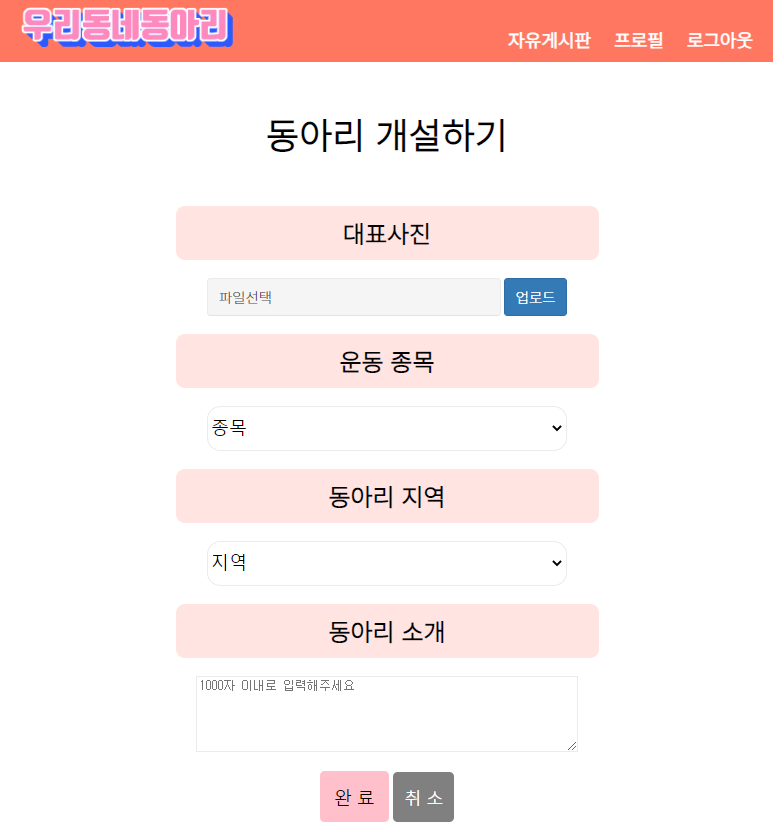 우리동네동아리
자유게시판 프로필 로그아웃
동아리 개설하기
대표사진
파일선택 업로드
운동 종목
종목
동아리 지역
지역
동아리 소개
1000자 이내로 입력해주세요
완 료 취 소